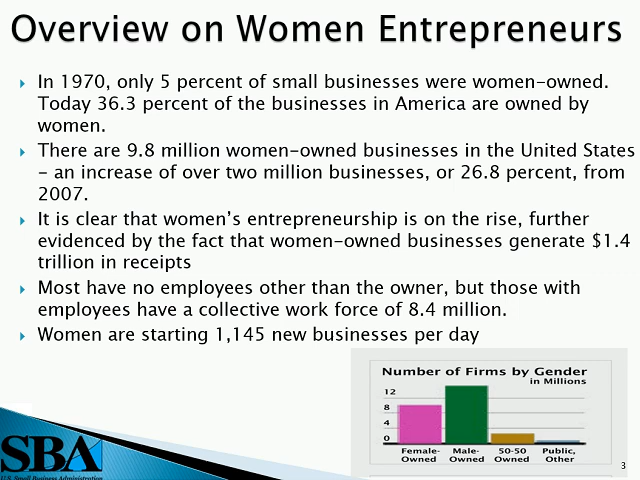 Overview on Women Entrepreneurs
In 1970, only 5 percent of small businesses were women-owned.
Today 36.3 percent of the businesses in America are owned by
women.
There are 9.8 million women-owned businesses in the United States
- an increase of over two million businesses, or 26.8 percent, from
2007.
It is clear that women's entrepreneurship is on the rise, further
evidenced by the fact that women-owned businesses generate $1.4
trillion in receipts
Most have no employees other than the owner, but those with
employees have a collective work force of 8.4 million.
Women are starting 1,145 new businesses per day
Number of Firms by Gender
in Millions
12
8
4
0
Female-Owned Male-Owned 50-50 Owned Public, Other
SBA
U.S. Small Business Administration
3